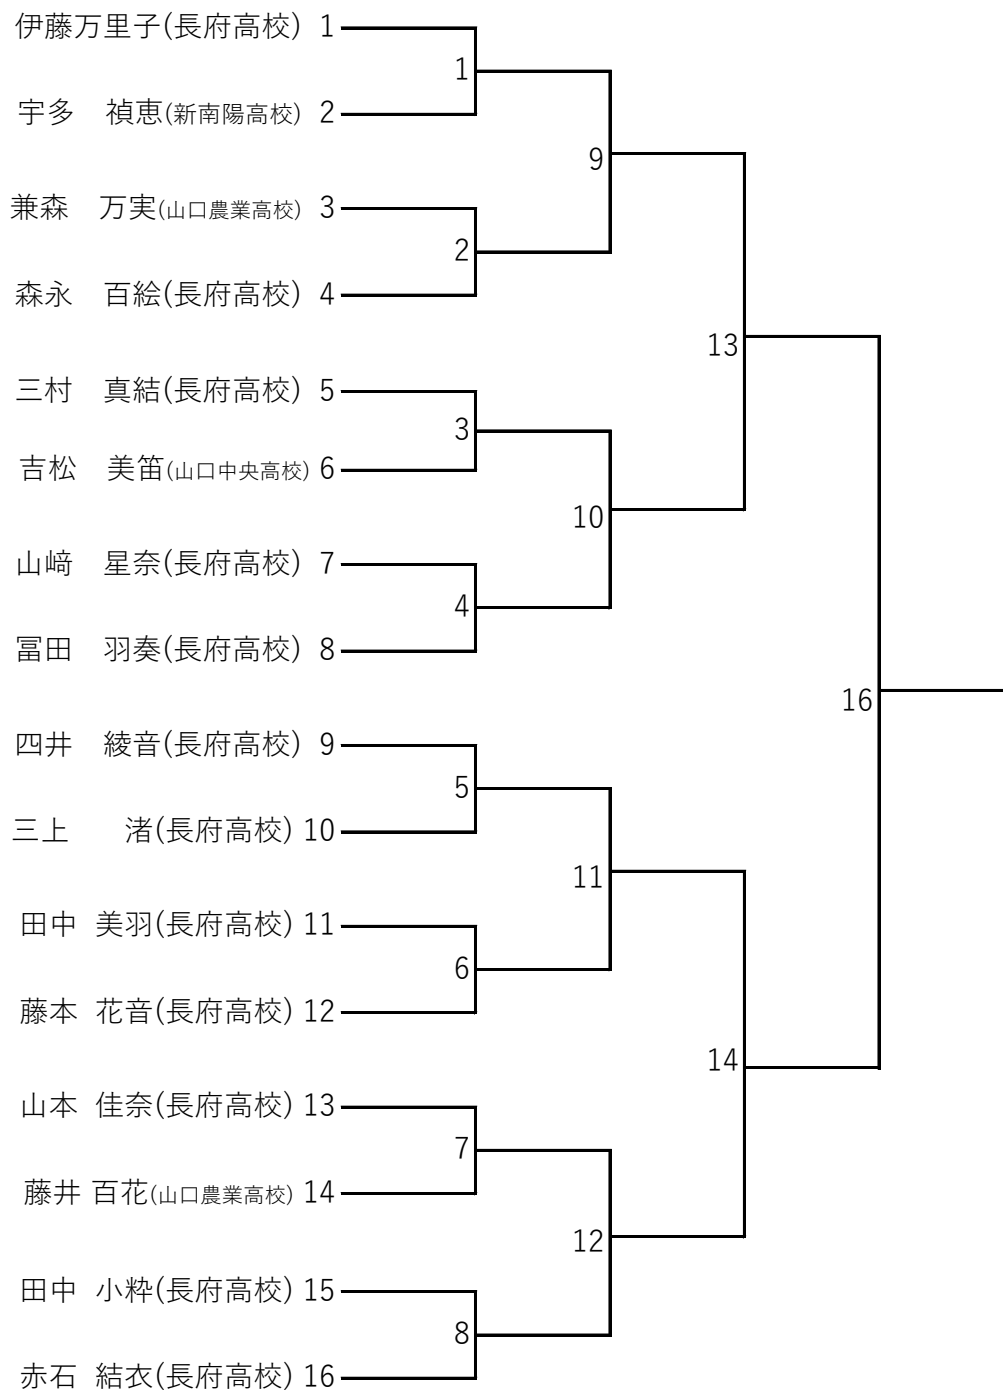 伊藤万里子(長府高校) 1
1
宇多　禎恵(新南陽高校) 2
9
兼森　万実(山口農業高校) 3
2
森永　百絵(長府高校) 4
13
三村　真結(長府高校) 5
3
吉松　美笛(山口中央高校) 6
10
山﨑　星奈(長府高校) 7
4
冨田　羽奏(長府高校) 8
16
四井　綾音(長府高校) 9
5
三上　　渚(長府高校) 10
11
田中 美羽(長府高校) 11
6
藤本 花音(長府高校) 12
14
山本 佳奈(長府高校) 13
7
藤井 百花(山口農業高校) 14
12
田中 小粋(長府高校) 15
8
赤石 結衣(長府高校) 16